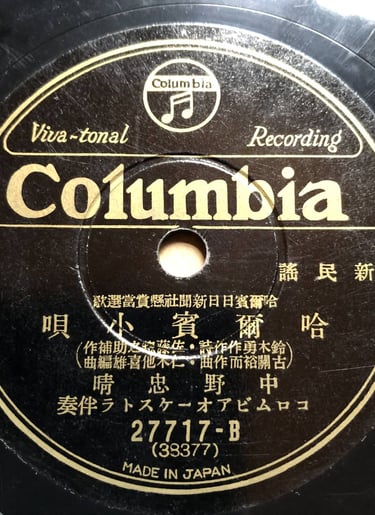 Columbia
Viva-tonal Recording
Columbia
新民謠
哈爾賓日日新聞社懸賞當選歌
哈爾賓小唄
(鈴木勇作作詩・佐藤惣之助補作)
(古關裕而作曲・仁木他喜雄編曲)
中野忠晴
コロムビアオーケストラ伴奏
27717-B
(38377)
MADE IN JAPAN